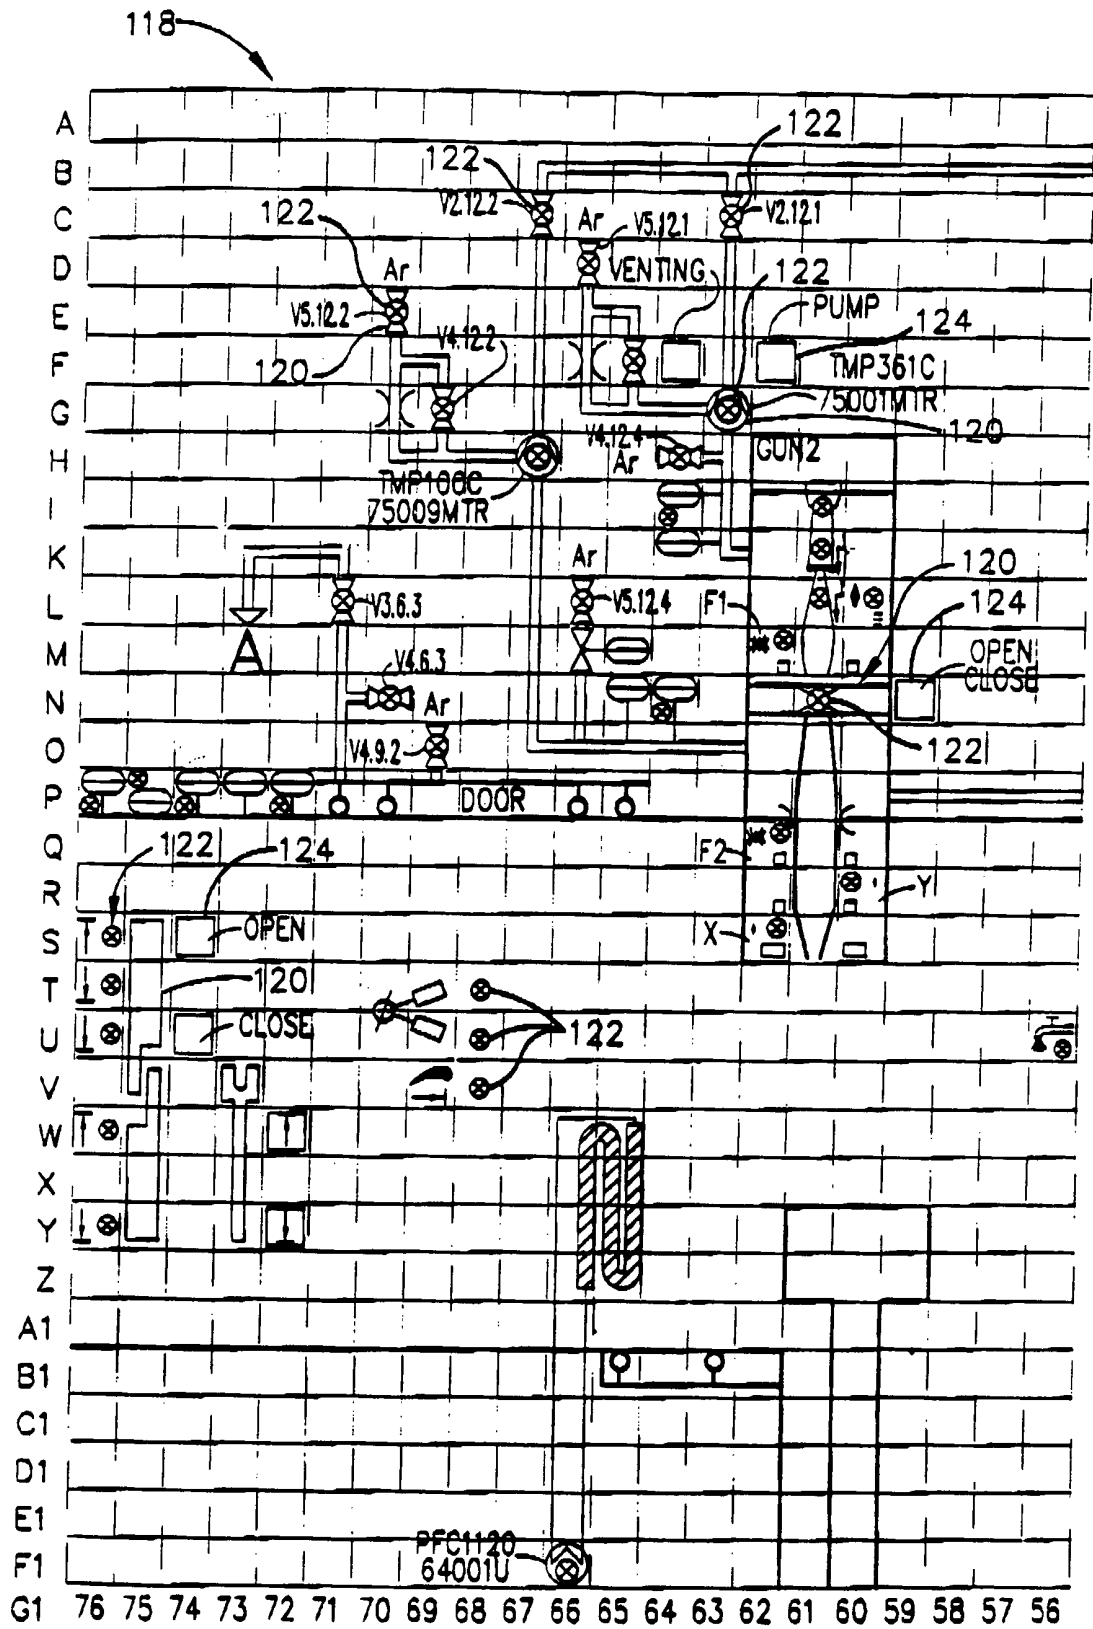 118
A
122
122
B
V2.12.2
V2.12.1
122
Ar
V5.12.1
C
Ar
VENTING
122
D
V5.12.2
V4.12.2
PUMP
124
E
120
TMP361C
F
75001MTR
G
V4.12.4
120
Ar
GUN2
H
TMP100C
75009MTR
I
K
Ar
120
L
V3.6.3
V5.12.4
F1
124
M
OPEN
CLOSE
V4.6.3
N
Ar
V4.9.2
122
O
P
DOOR
122
124
F2
Q
Y
R
X
S
OPEN
T
120
U
CLOSE
122
V
W
X
Y
Z
A1
B1
C1
D1
E1
PFC1120
64001U
F1
G1 76 75 74 73 72 71 70 69 68 67 66 65 64 63 62 61 60 59 58 57 56